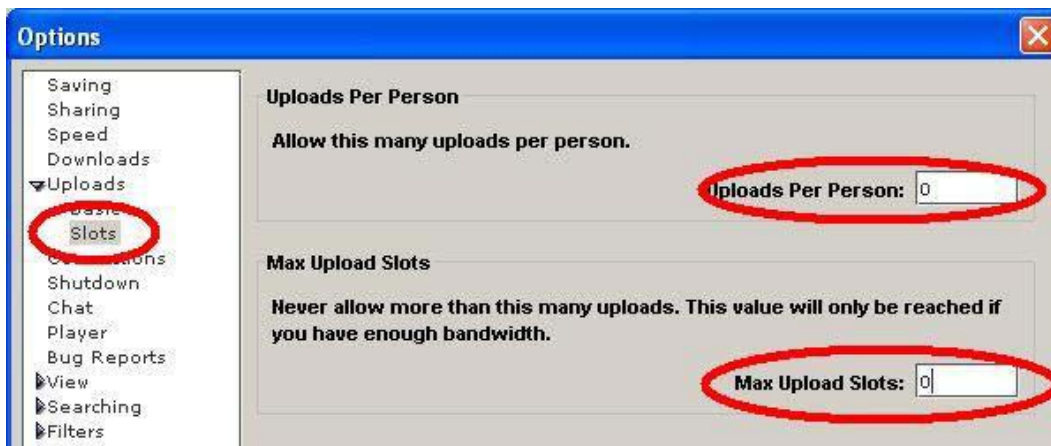 Options
Saving
Sharing
Speed
Downloads
Uploads
Basic
Slots
Connections
Shutdown
Chat
Player
Bug Reports
View
Searching
Filters
Uploads Per Person
Allow this many uploads per person.
Uploads Per Person: 0
Max Upload Slots
Never allow more than this many uploads. This value will only be reached if
you have enough bandwidth.
Max Upload Slots: 0